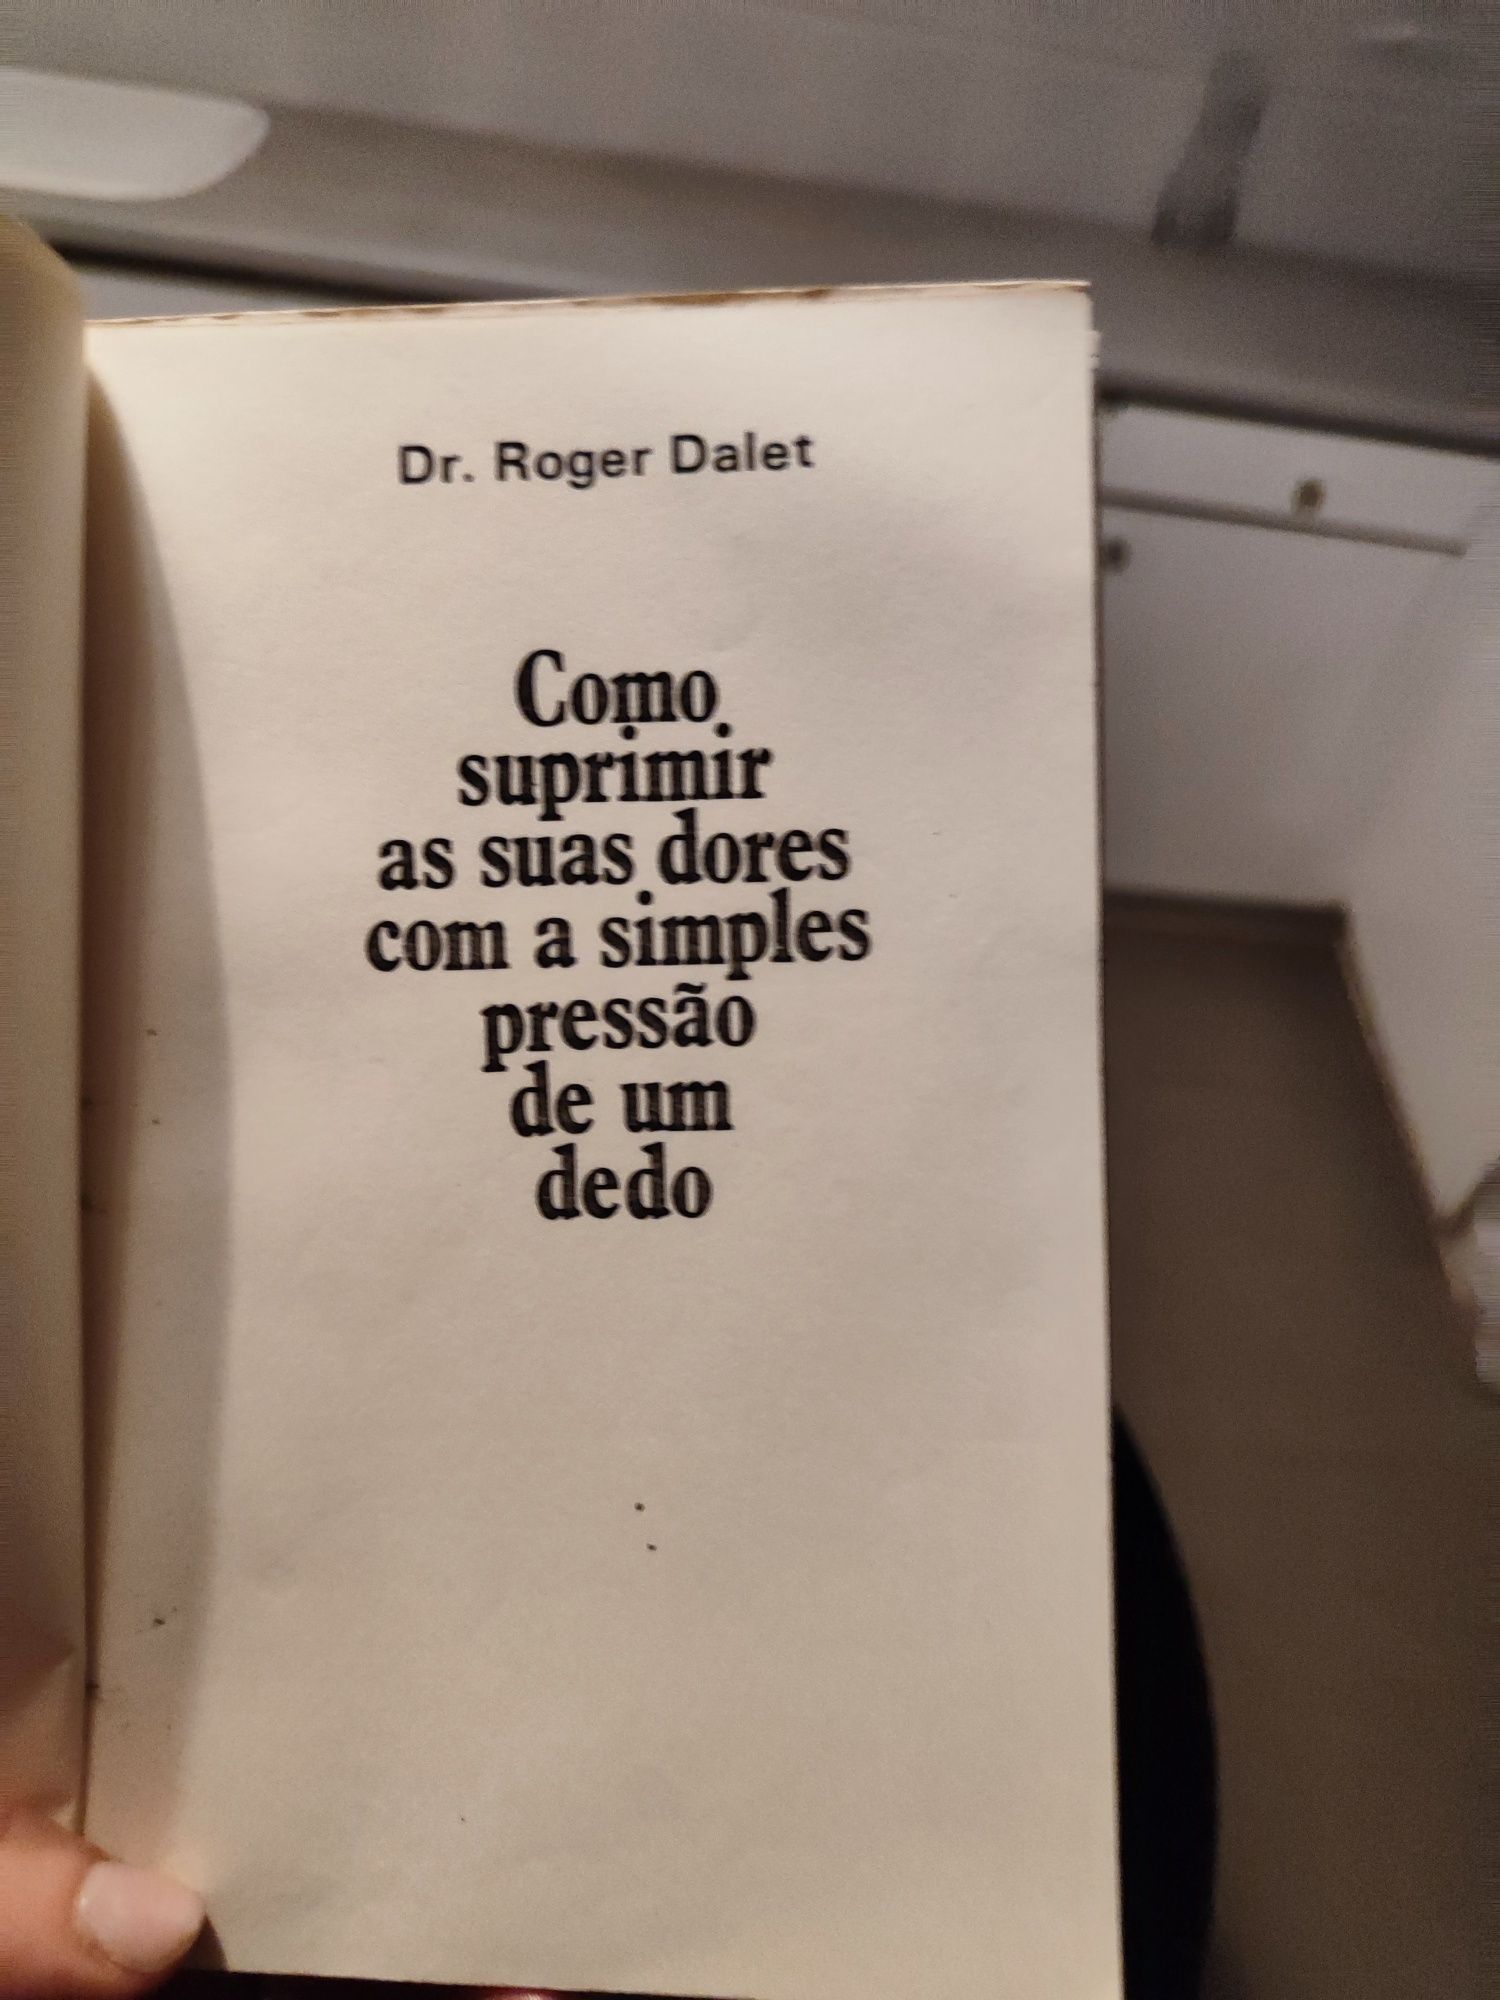 Dr. Roger Dalet
Como
suprimir
as suas dores
com a simples
pressão
de um
dedo